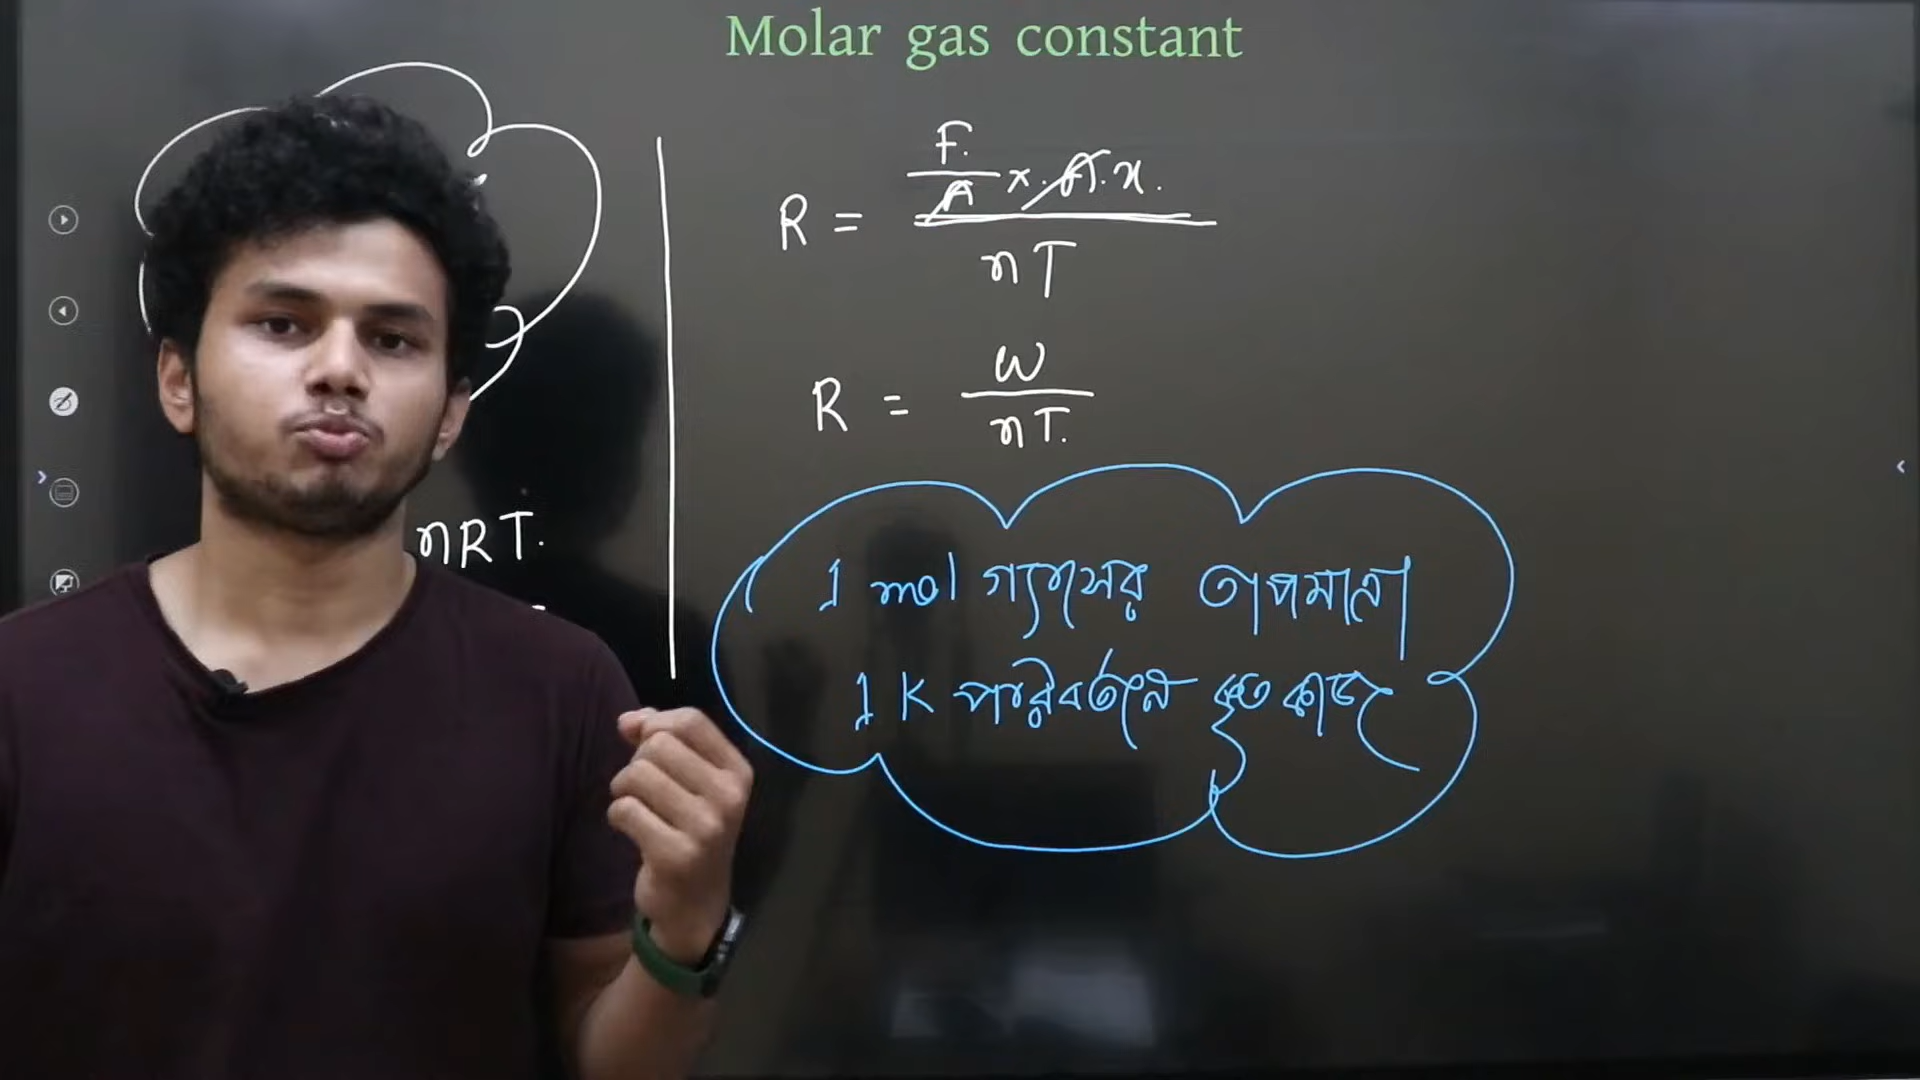 Molar gas constant
R = F. / A x. A. x. / nT
R = W / nT.
nRT.
1 mol গ্যাসের তাপমাত্রা
1 K পরিবর্তনে কৃত কাজ